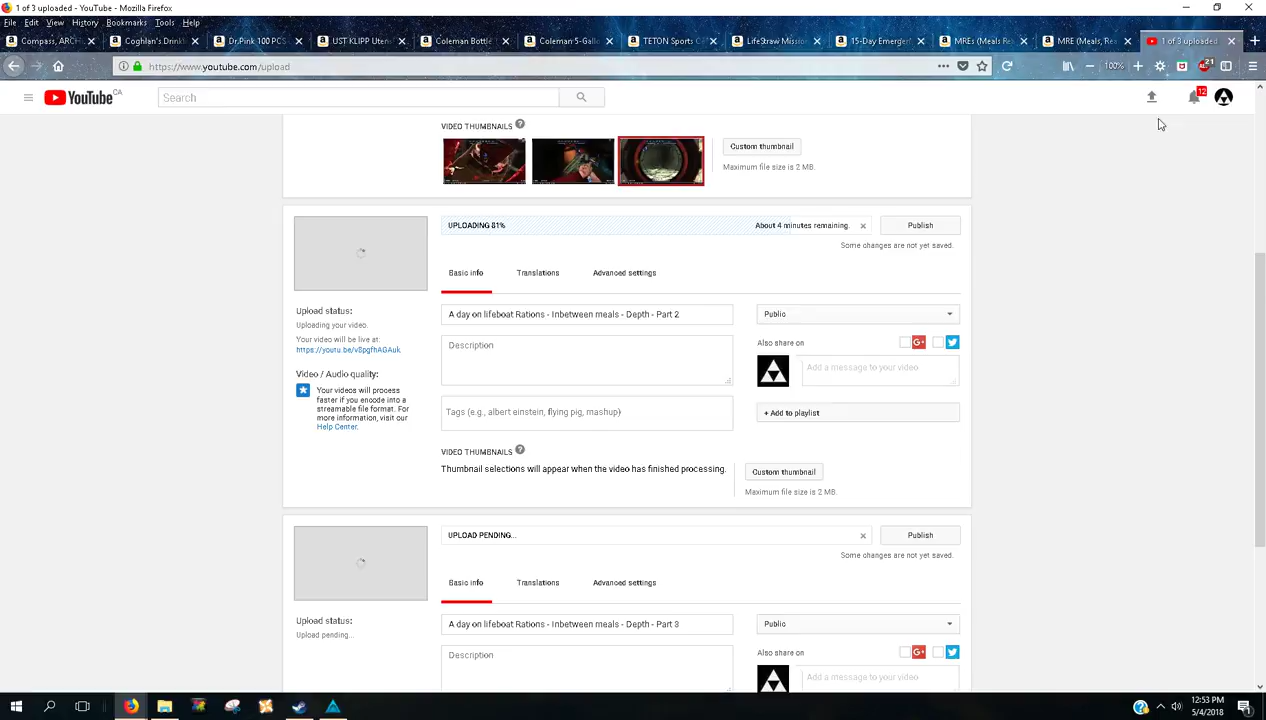 1 of 3 uploaded - YouTube - Mozilla Firefox
File Edit View History Bookmarks Tools Help
Compass, ARCH
Coghlan's Drink
Dr.Pink 100 PCS
UST KLIPP Uten
Coleman Bottle
Coleman 5-Gallo
TETON Sports C
LifeStraw Mission
15-Day Emergen
MREs (Meals Re
MRE (Meals, Rea
1 of 3 uploaded
https://www.youtube.com/upload
100%
21
YouTube CA
Search
12
VIDEO THUMBNAILS ?
Custom thumbnail
Maximum file size is 2 MB.
UPLOADING 81%
About 4 minutes remaining.
Publish
Some changes are not yet saved.
Basic info
Translations
Advanced settings
Upload status:
Uploading your video.
Your video will be live at:
https://youtu.be/vSpgfhAGAuk.
A day on lifeboat Rations - Inbetween meals - Depth - Part 2
Public
Description
Also share on
G+
Add a message to your video
Video / Audio quality:
Your videos will process
faster if you encode into a
streamable file format. For
more information, visit our
Help Center.
Tags (e.g., albert einstein, flying pig, mashup)
+ Add to playlist
VIDEO THUMBNAILS ?
Thumbnail selections will appear when the video has finished processing.
Custom thumbnail
Maximum file size is 2 MB.
UPLOAD PENDING...
Publish
Some changes are not yet saved.
Basic info
Translations
Advanced settings
Upload status:
Upload pending...
A day on lifeboat Rations - Inbetween meals - Depth - Part 3
Public
Description
Also share on
G+
Add a message to your video
12:53 PM
5/4/2018